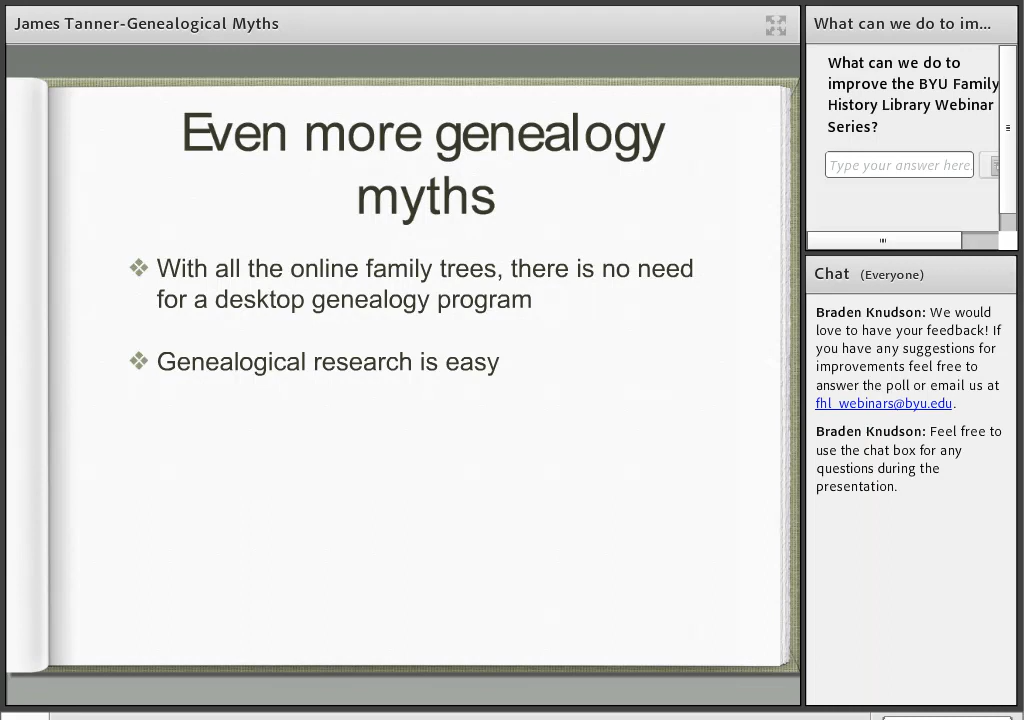 James Tanner-Genealogical Myths
Even more genealogy
myths
❖ With all the online family trees, there is no need
for a desktop genealogy program
❖ Genealogical research is easy
What can we do to im...
What can we do to
improve the BYU Family
History Library Webinar
Series?
Type your answer here
Chat (Everyone)
Braden Knudson: We would
love to have your feedback! If
you have any suggestions for
improvements feel free to
answer the poll or email us at
fhl_webinars@byu.edu.
Braden Knudson: Feel free to
use the chat box for any
questions during the
presentation.